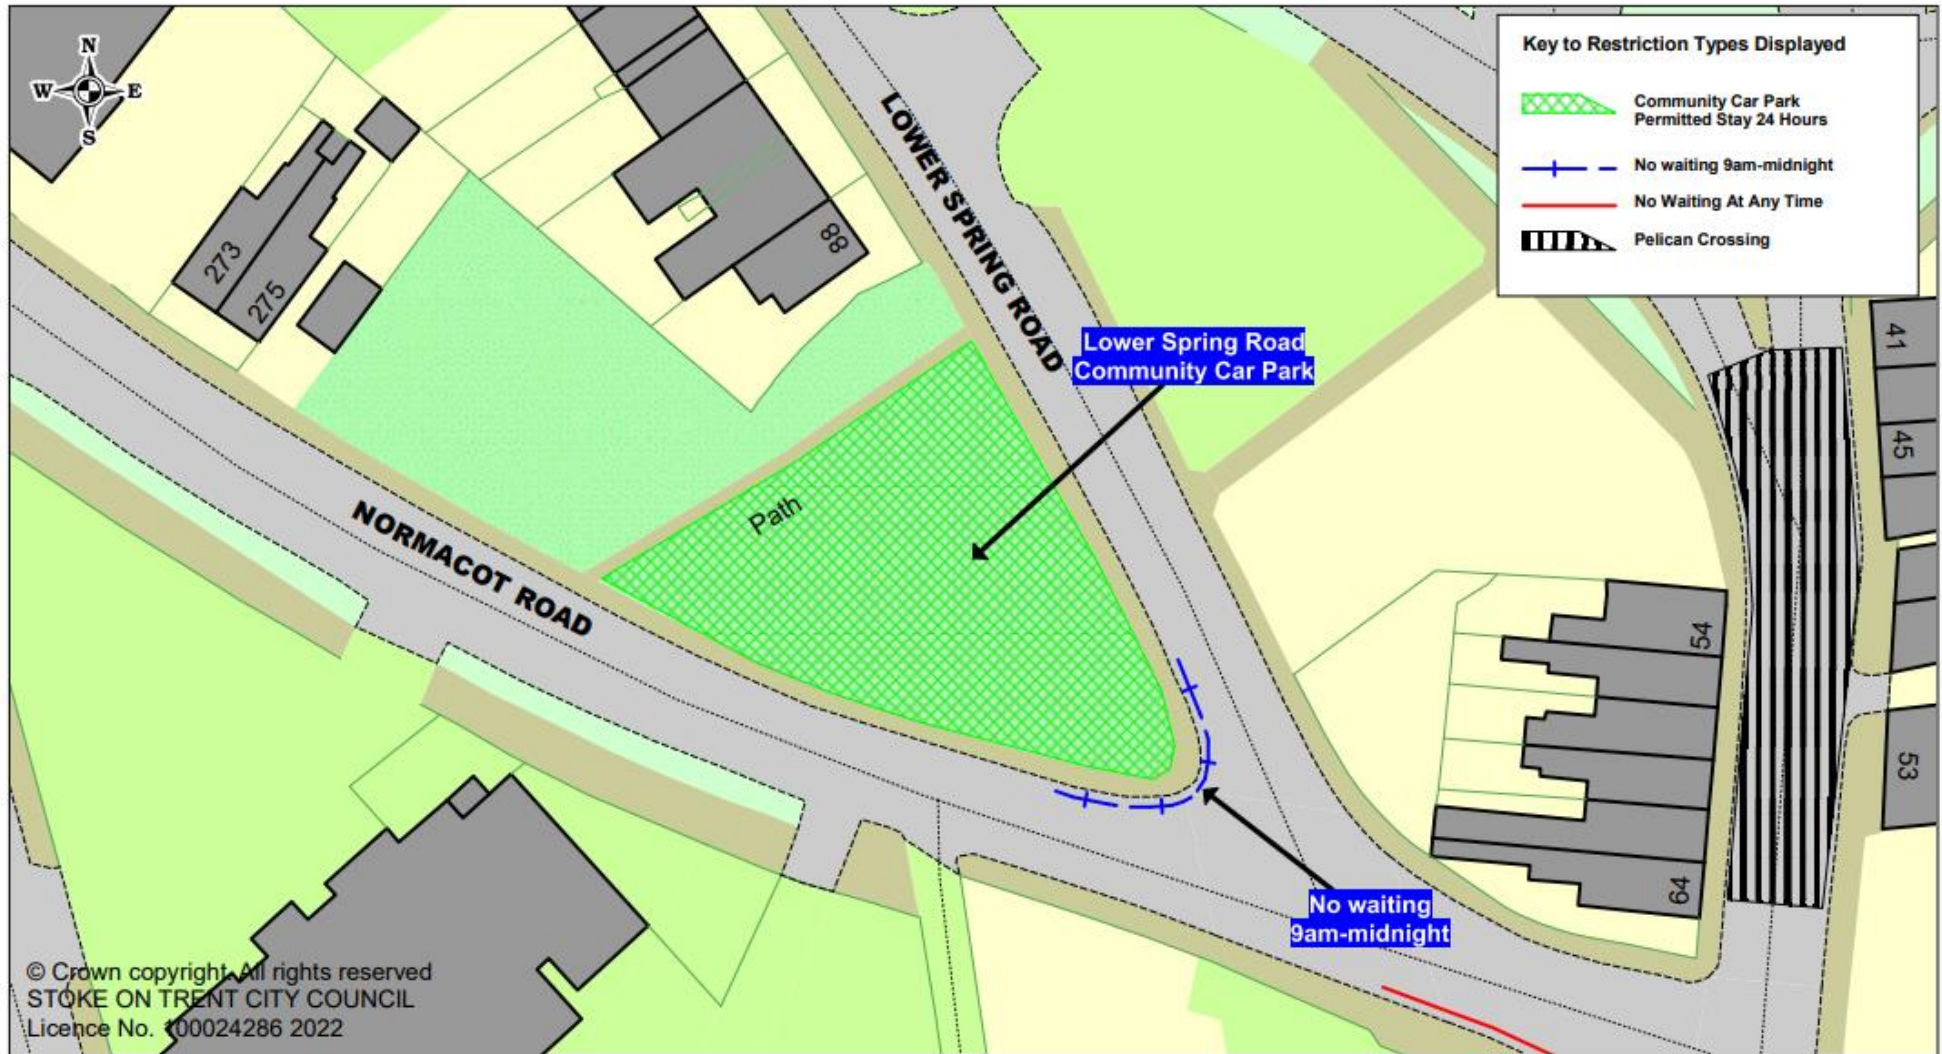 N
W E
S
Key to Restriction Types Displayed
Community Car Park
Permitted Stay 24 Hours
No waiting 9am-midnight
No Waiting At Any Time
Pelican Crossing
LOWER SPRING ROAD
273
275
88
Lower Spring Road
Community Car Park
41
45
Path
NORMACOT ROAD
54
53
64
No waiting
9am-midnight
© Crown copyright. All rights reserved
STOKE ON TRENT CITY COUNCIL
Licence No. 100024286 2022